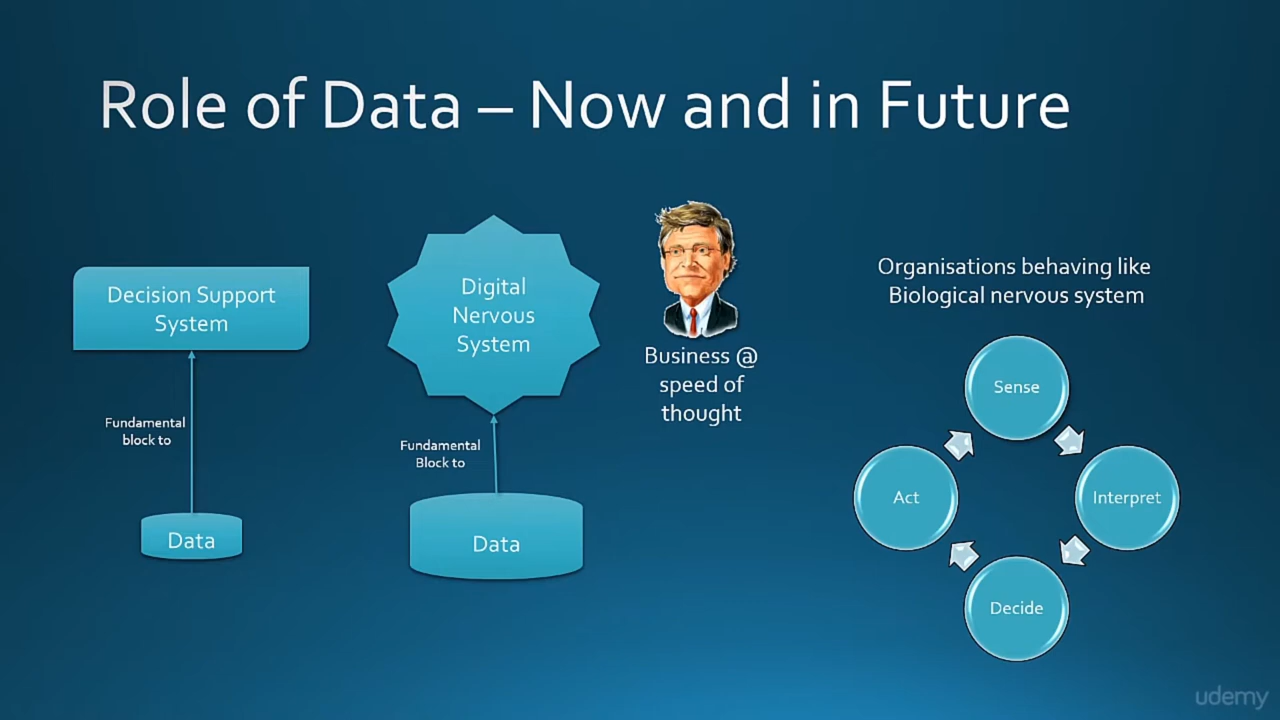 Role of Data – Now and in Future
Decision Support
System
Fundamental
block to
Data
Digital
Nervous
System
Fundamental
Block to
Data
Business @
speed of
thought
Organisations behaving like
Biological nervous system
Sense
Interpret
Decide
Act
udemy